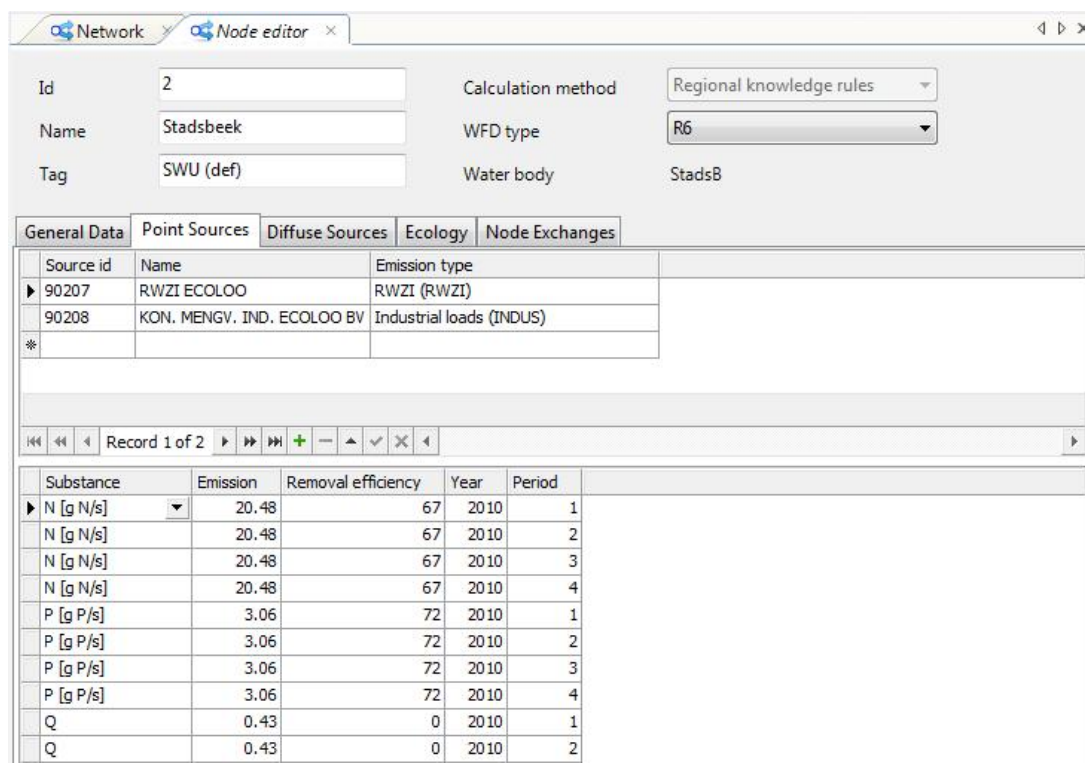 Network Node editor
Id 2 Calculation method Regional knowledge rules
Name Stadsbeek WFD type R6
Tag SWU (def) Water body StadsB
General Data Point Sources Diffuse Sources Ecology Node Exchanges
Source id Name Emission type
90207 RWZI ECOLOO RWZI (RWZI)
90208 KON. MENGV. IND. ECOLOO BV Industrial loads (INDUS)
Record 1 of 2
Substance Emission Removal efficiency Year Period
N [g N/s] 20.48 67 2010 1
N [g N/s] 20.48 67 2010 2
N [g N/s] 20.48 67 2010 3
N [g N/s] 20.48 67 2010 4
P [g P/s] 3.06 72 2010 1
P [g P/s] 3.06 72 2010 2
P [g P/s] 3.06 72 2010 3
P [g P/s] 3.06 72 2010 4
Q 0.43 0 2010 1
Q 0.43 0 2010 2